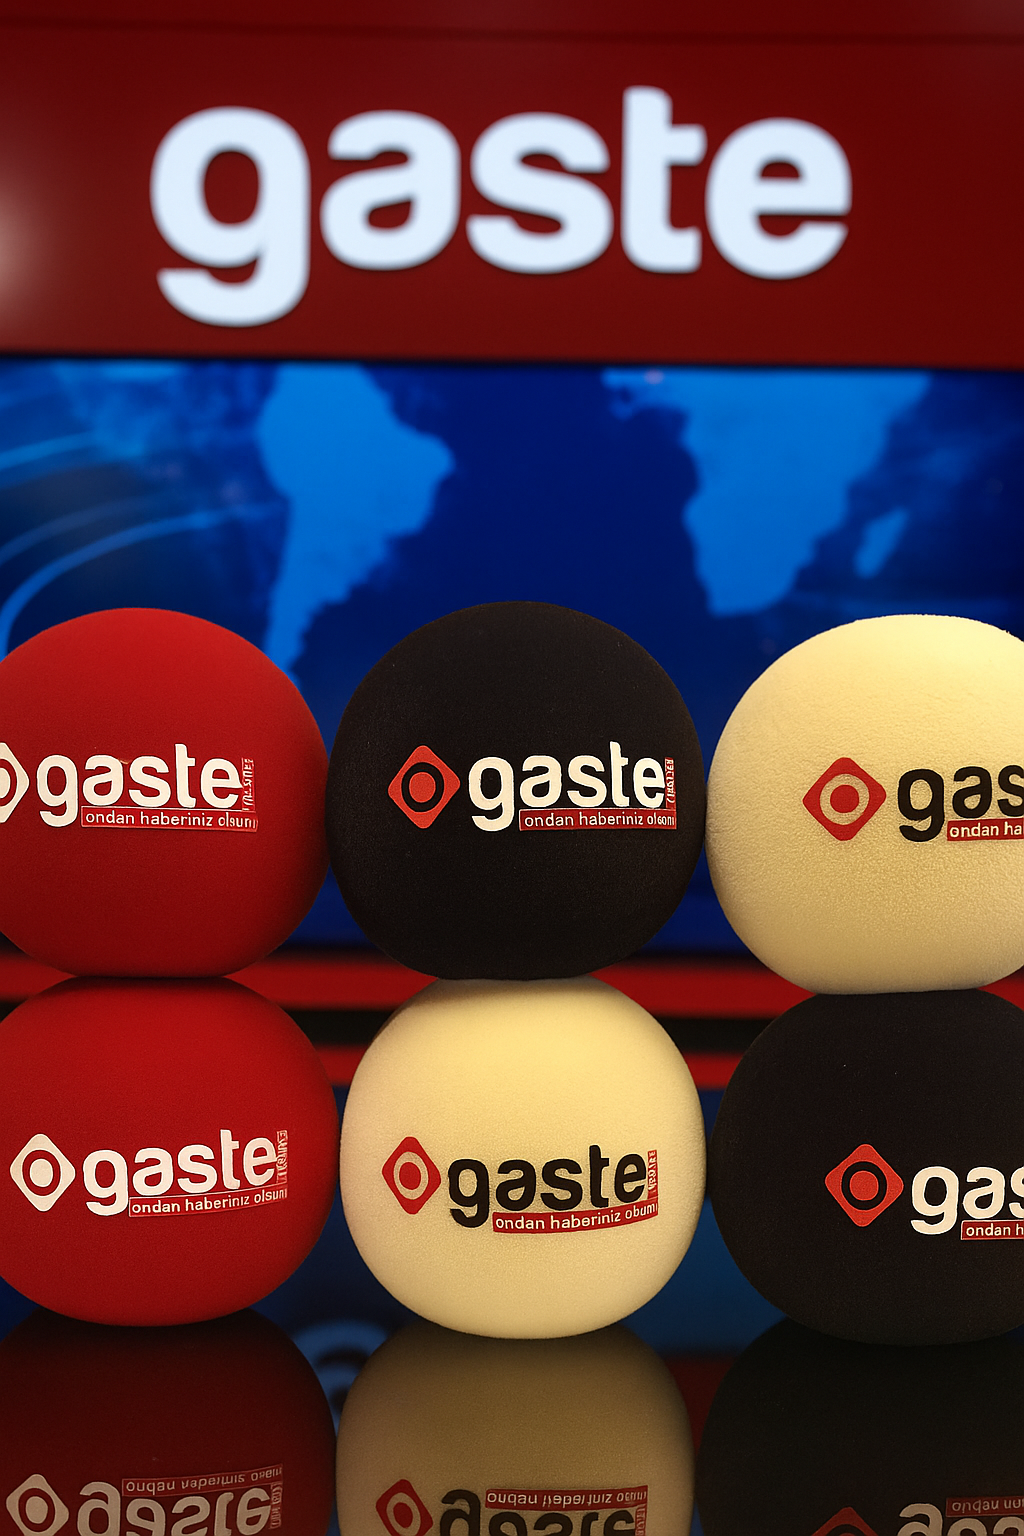 gaste
gaste
ondan haberiniz olsun
gaste
ondan haberiniz olsom
gas
ondan ha
gaste
ondan haberiniz olsun
gaste
ondan haberiniz obum
gas
ondan h